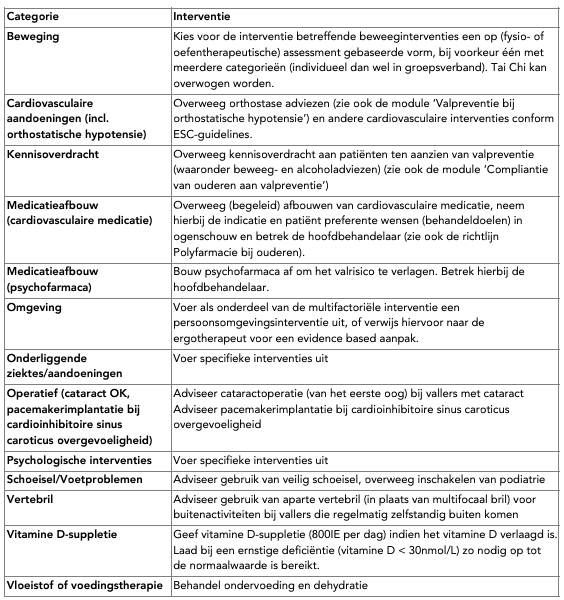 Categorie
Interventie
Beweging
Kies voor de interventie betreffende beweeginterventies een op (fysio- of
oefentherapeutische) assessment gebaseerde vorm, bij voorkeur één met
meerdere categorieën (individueel dan wel in groepsverband). Tai Chi kan
overwogen worden.
Cardiovasculaire
aandoeningen (incl.
orthostatische hypotensie)
Overweeg orthostase adviezen (zie ook de module ‘Valpreventie bij
orthostatische hypotensie’) en andere cardiovasculaire interventies conform
ESC-guidelines.
Kennisoverdracht
Overweeg kennisoverdracht aan patiënten ten aanzien van valpreventie
(waaronder beweeg- en alcoholadviezen) (zie ook de module ‘Compliantie
van ouderen aan valpreventie’)
Medicatieafbouw
(cardiovasculaire medicatie)
Overweeg (begeleid) afbouwen van cardiovasculaire medicatie, neem
hierbij de indicatie en patiënt preferente wensen (behandeldoelen) in
ogenschouw en betrek de hoofdbehandelaar (zie ook de richtlijn
Polyfarmacie bij ouderen).
Medicatieafbouw
(psychofarmaca)
Bouw psychofarmaca af om het valrisico te verlagen. Betrek hierbij de
hoofdbehandelaar.
Omgeving
Voer als onderdeel van de multifactoriële interventie een
persoonsomgevingsinterventie uit, of verwijs hiervoor naar de
ergotherapeut voor een evidence based aanpak.
Onderliggende
ziektes/aandoeningen
Voer specifieke interventies uit
Operatief (cataract OK,
pacemakerimplantatie bij
cardioinhibitoire sinus
caroticus overgevoeligheid)
Adviseer cataractoperatie (van het eerste oog) bij vallers met cataract
Adviseer pacemakerimplantatie bij cardioinhibitoire sinus caroticus
overgevoeligheid
Psychologische interventies
Voer specifieke interventies uit
Schoeisel/Voetproblemen
Adviseer gebruik van veilig schoeisel, overweeg inschakelen van podiatrie
Vertebril
Adviseer gebruik van aparte vertebril (in plaats van multifocaal bril) voor
buitenactiviteiten bij vallers die regelmatig zelfstandig buiten komen
Vitamine D-suppletie
Geef vitamine D-suppletie (800IE per dag) indien het vitamine D verlaagd is.
Laad bij een ernstige deficiëntie (vitamine D < 30nmol/L) zo nodig op tot
de normaalwaarde is bereikt.
Vloeistof of voedingstherapie
Behandel ondervoeding en dehydratie